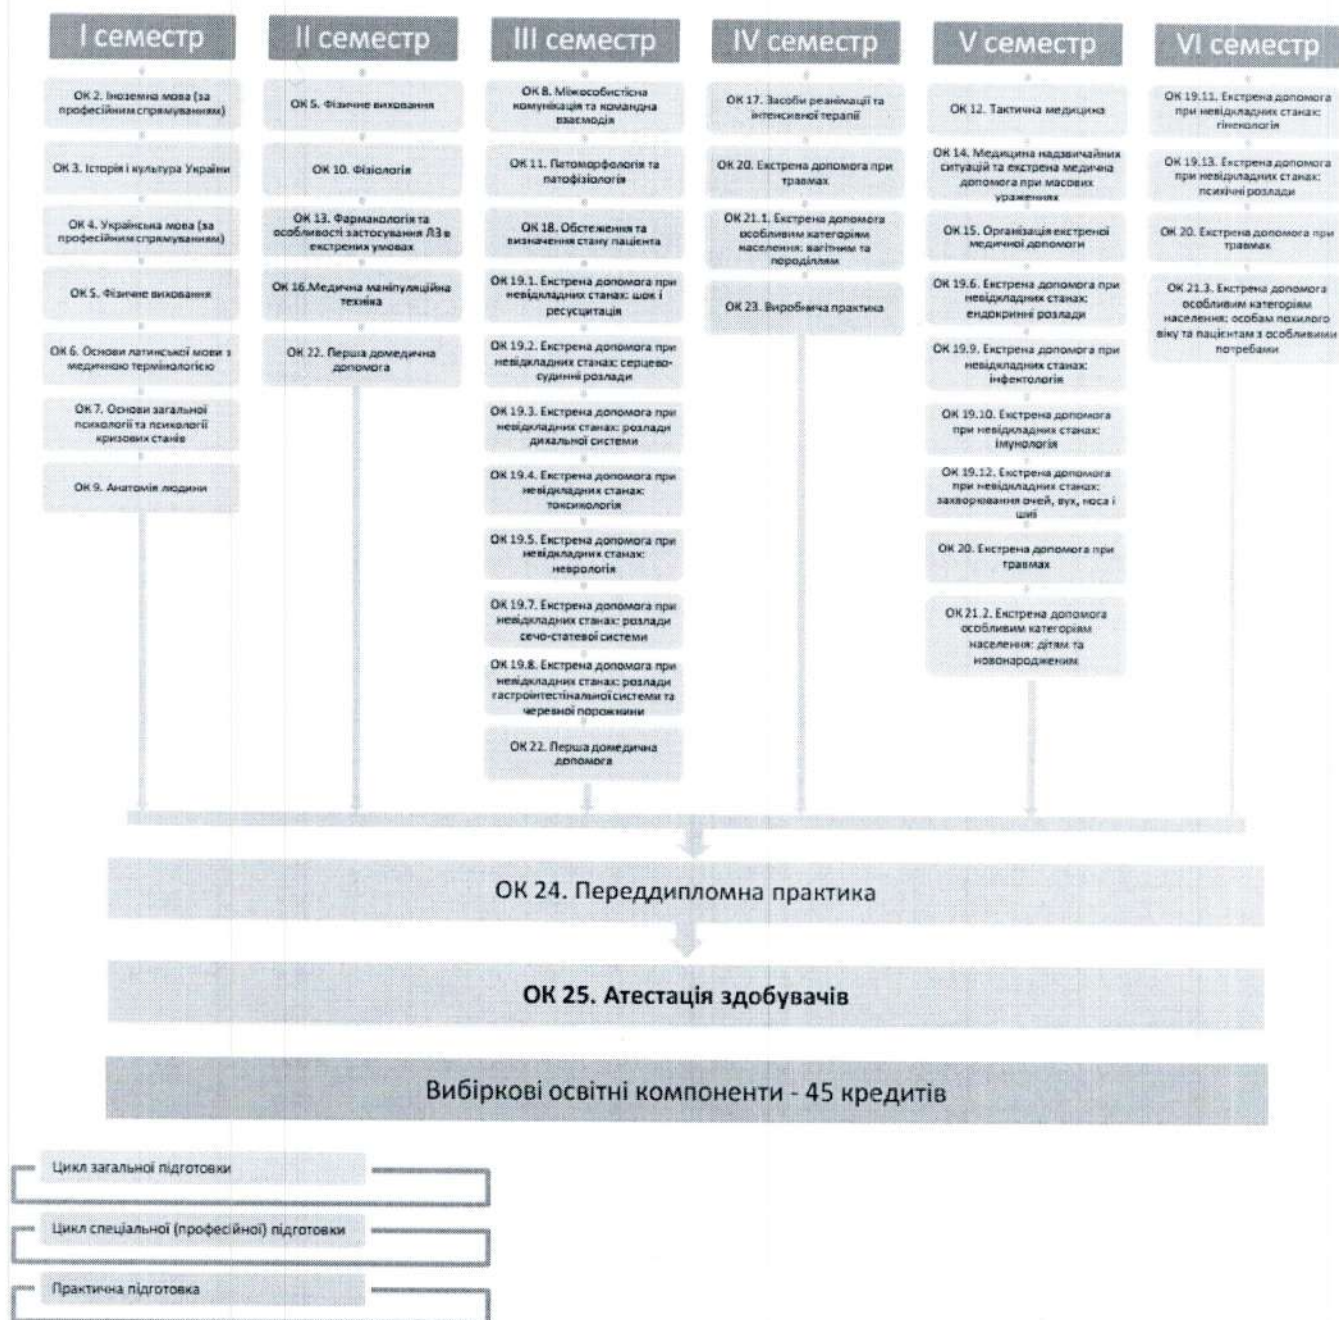 I семестр
ОК 2. Іноземна мова (за
професійним спрямуванням)
ОК 3. Історія і культура України
ОК 4. Українська мова (за
професійним спрямуванням)
ОК 5. Фізичне виховання
ОК 6. Основи латинської мови з
медичною термінологією
ОК 7. Основи загальної
психології та психології
кризових станів
ОК 9. Анатомія людини
II семестр
ОК 5. Фізичне виховання
ОК 10. Фізіологія
ОК 13. Фармакологія та
особливості застосування ЛЗ в
екстрених умовах
ОК 16.Медична маніпуляційна
техніка
ОК 22. Перша домедична
допомога
III семестр
ОК 8. Міжособистісна
комунікація та командна
взаємодія
ОК 11. Патоморфологія та
патофізіологія
ОК 18. Обстеження та
визначення стану пацієнта
ОК 19.1. Екстрена допомога при
невідкладних станах: шок і
ресусцитація
ОК 19.2. Екстрена допомога при
невідкладних станах: серцево-
судинні розлади
ОК 19.3. Екстрена допомога при
невідкладних станах: розлади
дихальної системи
ОК 19.4. Екстрена допомога при
невідкладних станах:
токсикологія
ОК 19.5. Екстрена допомога при
невідкладних станах:
неврологія
ОК 19.7. Екстрена допомога при
невідкладних станах: розлади
сечо-статевої системи
ОК 19.8. Екстрена допомога при
невідкладних станах: розлади
гастроінтестінальної системи та
черевної порожнини
ОК 22. Перша домедична
допомога
IV семестр
ОК 17. Засоби реанімації та
інтенсивної терапії
ОК 20. Екстрена допомога при
травмах
ОК 21.1. Екстрена допомога
особливим категоріям
населення: вагітним та
породіллям
ОК 23. Виробнича практика
V семестр
ОК 12. Тактична медицина
ОК 14. Медицина надзвичайних
ситуацій та екстрена медична
допомога при масових
ураженнях
ОК 15. Організація екстреної
медичної допомоги
ОК 19.6. Екстрена допомога при
невідкладних станах:
ендокринні розлади
ОК 19.9. Екстрена допомога при
невідкладних станах:
інфектологія
ОК 19.10. Екстрена допомога
при невідкладних станах:
імунологія
ОК 19.12. Екстрена допомога
при невідкладних станах:
захворювання очей, вух, носа і
шиї
ОК 20. Екстрена допомога при
травмах
ОК 21.2. Екстрена допомога
особливим категоріям
населення: дітям та
новонародженим
VI семестр
ОК 19.11. Екстрена допомога
при невідкладних станах:
гінекологія
ОК 19.13. Екстрена допомога
при невідкладних станах:
психічні розлади
ОК 20. Екстрена допомога при
травмах
ОК 21.3. Екстрена допомога
особливим категоріям
населення: особам похилого
віку та пацієнтам з особливими
потребами
ОК 24. Переддипломна практика
ОК 25. Атестація здобувачів
Вибіркові освітні компоненти - 45 кредитів
Цикл загальної підготовки
Цикл спеціальної (професійної) підготовки
Практична підготовка